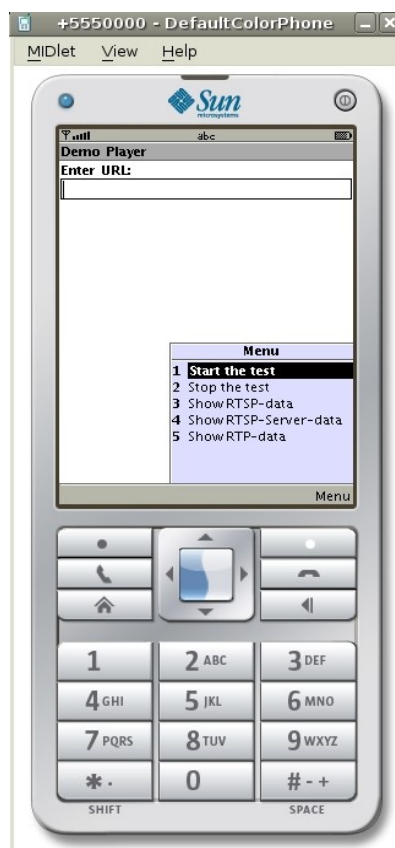 +5550000 - DefaultColorPhone
MIDlet View Help
Sun
microsystems
abc
Demo Player
Enter URL:
Menu
1 Start the test
2 Stop the test
3 Show RTSP-data
4 Show RTSP-Server-data
5 Show RTP-data
Menu
1 2 ABC 3 DEF
4 GHI 5 JKL 6 MNO
7 PQRS 8 TUV 9 WXYZ
* . 0 # - +
SHIFT SPACE